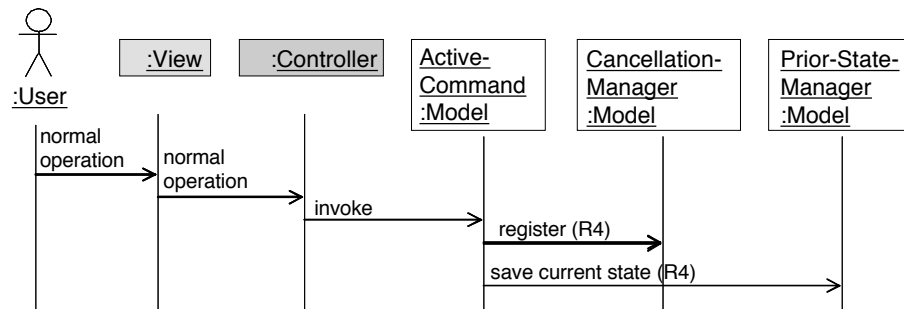 :User
:View
:Controller
Active-
Command
:Model
Cancellation-
Manager
:Model
Prior-State-
Manager
:Model
normal
operation
normal
operation
invoke
register (R4)
save current state (R4)